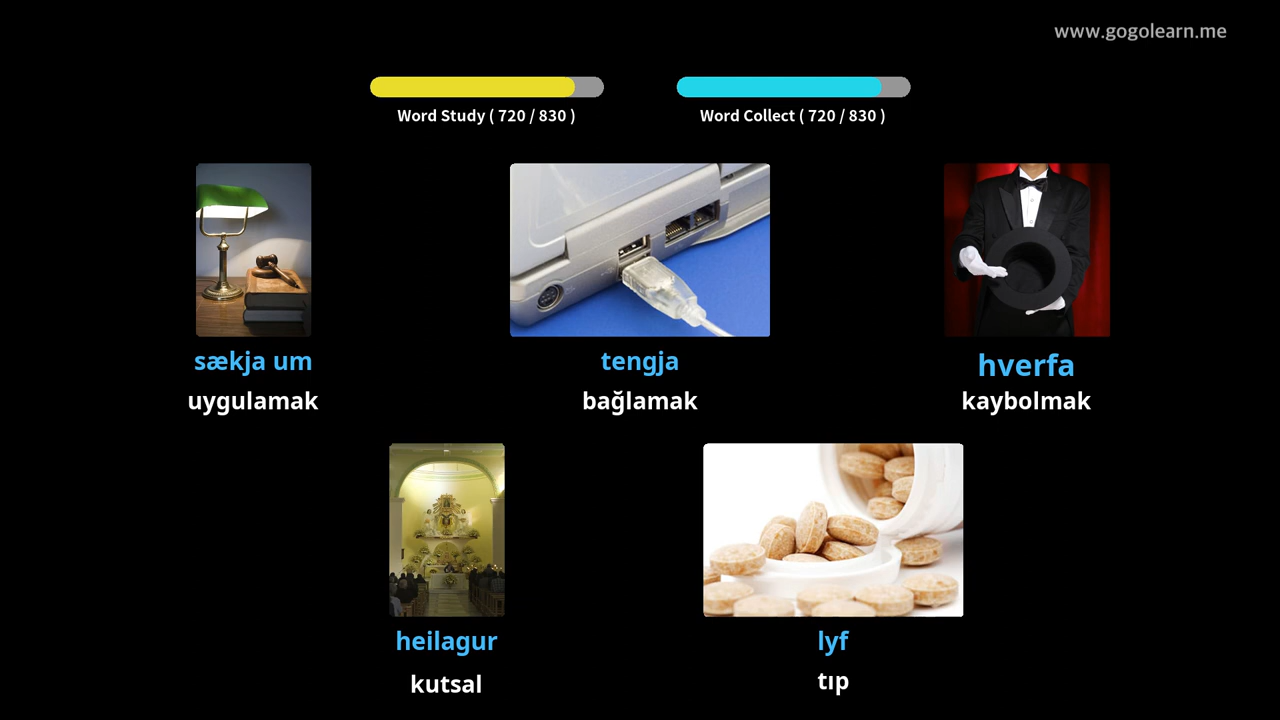 www.gogolearn.me
Word Study ( 720 / 830 )
Word Collect ( 720 / 830 )
sækja um
uygulamak
tengja
bağlamak
hverfa
kaybolmak
heilagur
kutsal
lyf
tıp